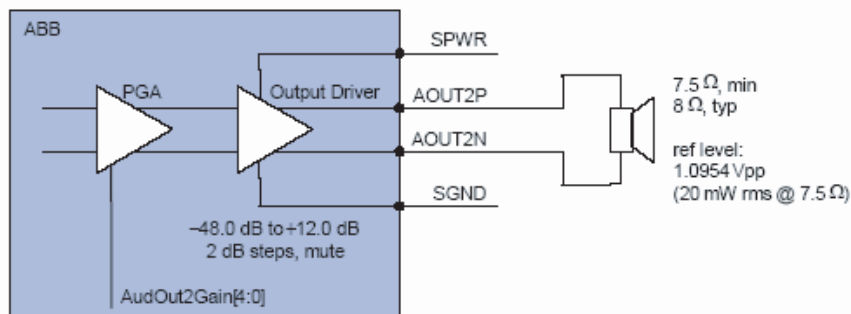 ABB
SPWR
PGA
Output Driver
AOUT2P
7.5 Ω, min
8 Ω, typ
AOUT2N
ref level:
1.0954 Vpp
(20 mW rms @ 7.5 Ω)
SGND
–48.0 dB to+12.0 dB
2 dB steps, mute
AudOut2Gain[4:0]